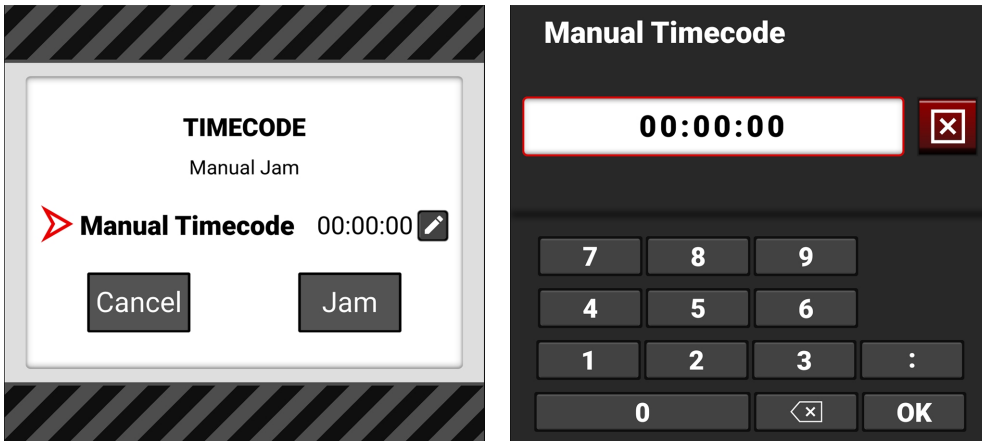 TIMECODE
Manual Jam
Manual Timecode 00:00:00
Cancel Jam
Manual Timecode
00:00:00
7 8 9
4 5 6
1 2 3 :
0 OK